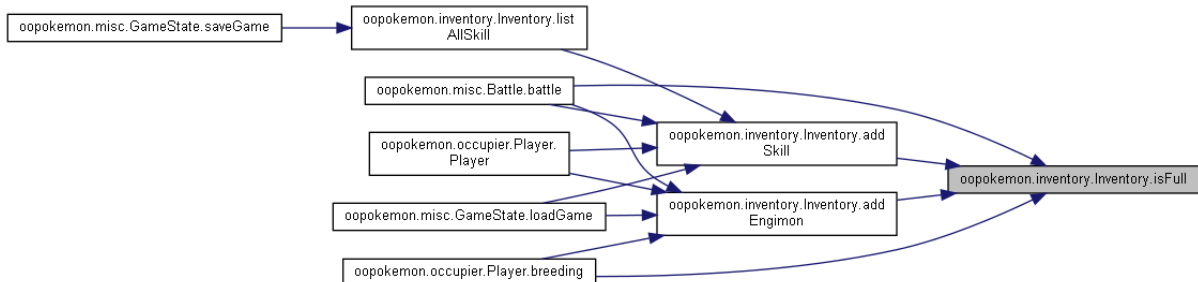 oopokemon.misc.GameState.saveGame
oopokemon.inventory.Inventory.list
AllSkill
oopokemon.misc.Battle.battle
oopokemon.occupier.Player.
Player
oopokemon.misc.GameState.loadGame
oopokemon.occupier.Player.breeding
oopokemon.inventory.Inventory.add
Skill
oopokemon.inventory.Inventory.add
Engimon
oopokemon.inventory.Inventory.isFull